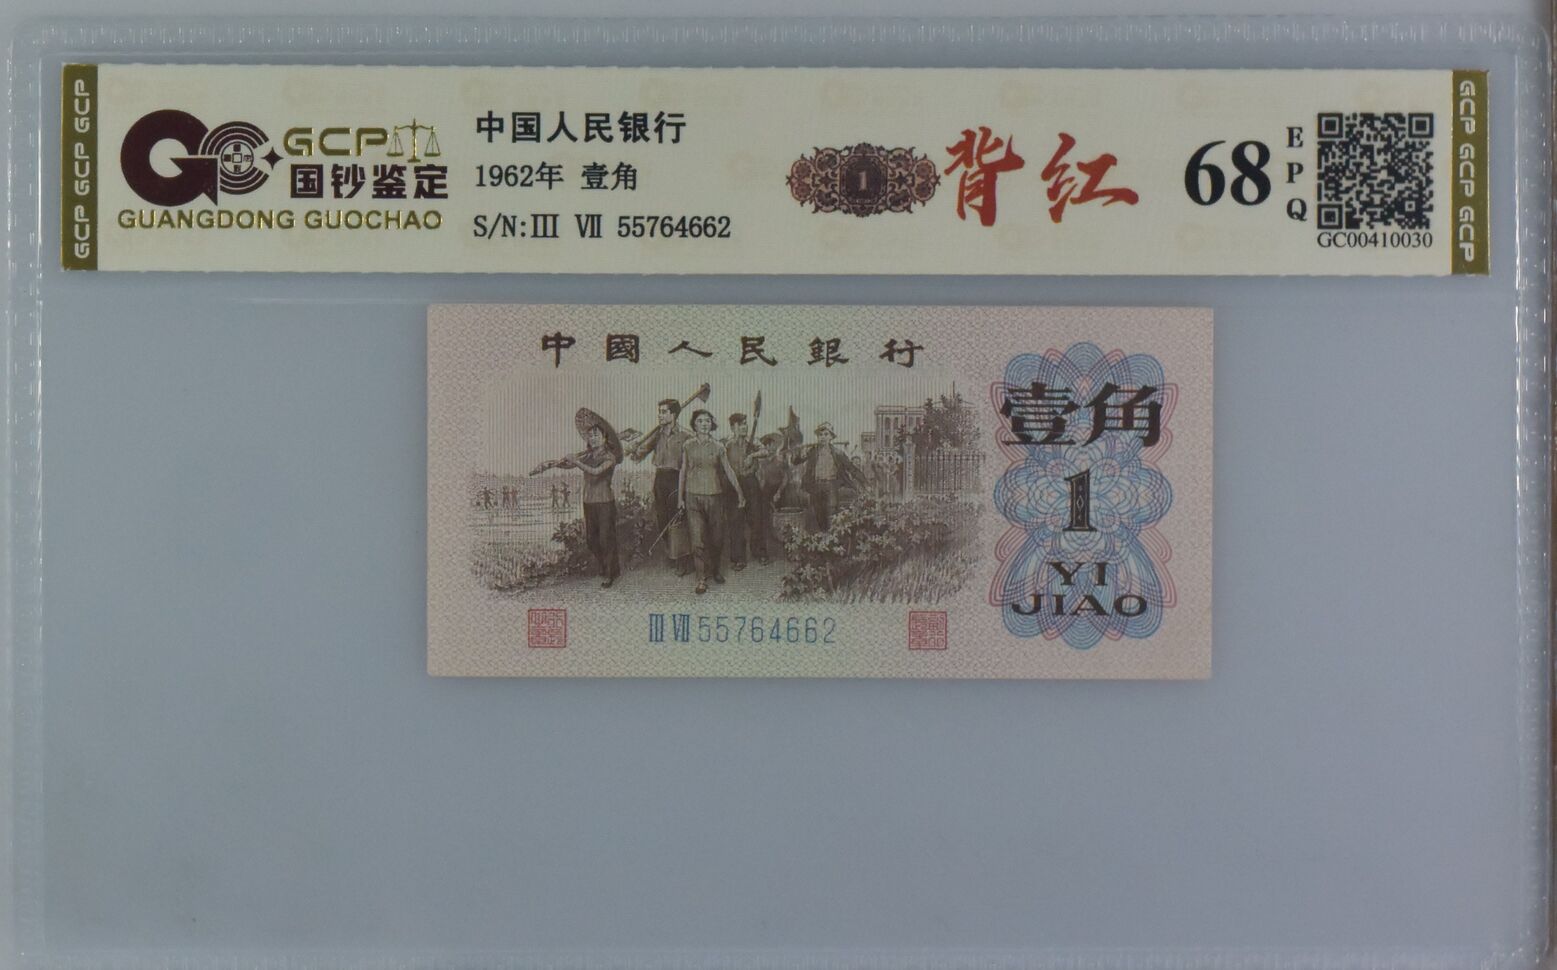 GCP GCP GCP
GCP
国钞鉴定
GUANGDONG GUOCHAO
中国人民银行
1962年 壹角
S/N:III VII 55764662
1
背红
68
EPQ
GC00410030
GCP GCP GCP
中國人民銀行
壹角
1
YI
JIAO
III VII 55764662